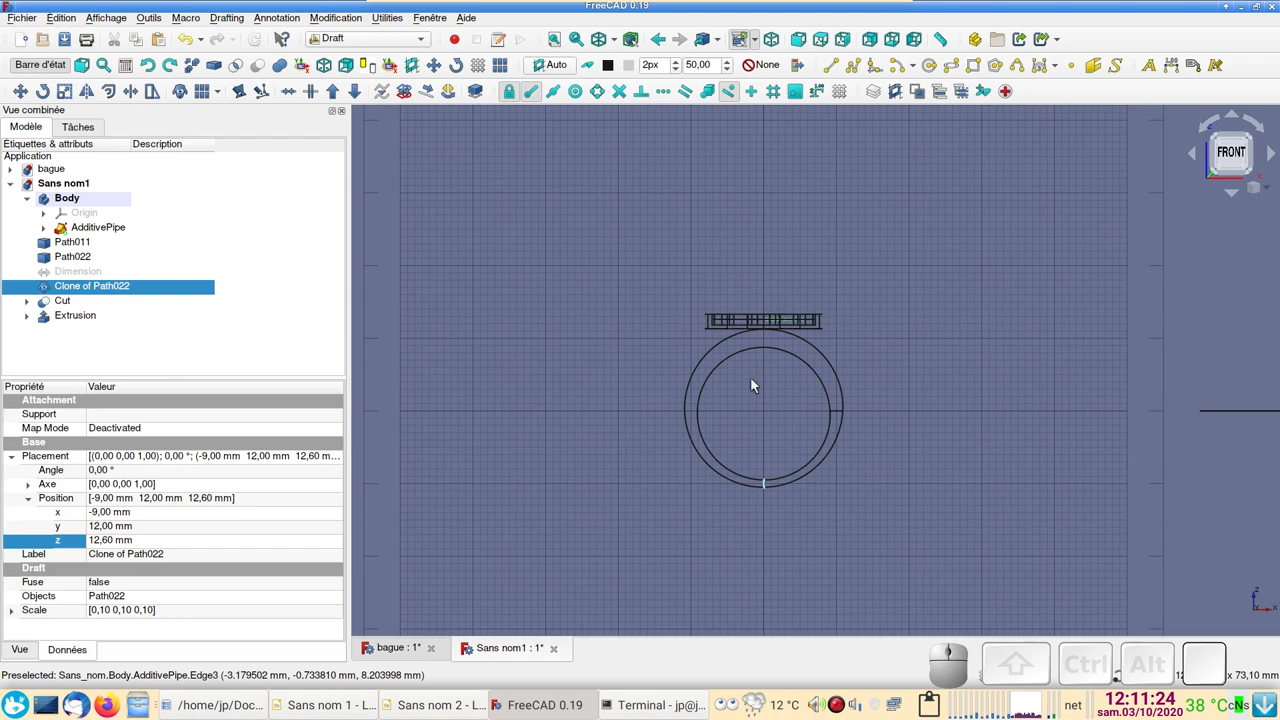 FreeCAD 0.19
Fichier Édition Affichage Outils Macro Drafting Annotation Modification Utilities Fenêtre Aide
Draft
Barre d'état Auto 2px 50,00 None
Vue combinée
Modèle Tâches
Étiquettes & attributs Description
Application
bague
Sans nom1
Body
Origin
AdditivePipe
Path011
Path022
Dimension
Clone of Path022
Cut
Extrusion
FRONT
Propriété Valeur
Attachment
Support
Map Mode Deactivated
Base
Placement [(0,00 0,00 1,00); 0,00 °; (-9,00 mm 12,00 mm 12,60 m...
Angle 0,00 °
Axe [0,00 0,00 1,00]
Position [-9,00 mm 12,00 mm 12,60 mm]
x -9,00 mm
y 12,00 mm
z 12,60 mm
Label Clone of Path022
Draft
Fuse false
Objects Path022
Scale [0,10 0,10 0,10]
Vue Données
bague : 1* Sans nom1 : 1*
Ctrl Alt
Preselected: Sans_nom.Body.AdditivePipe.Edge3 (-3.179502 mm, -0.733810 mm, 8.203998 mm) 73,10 mm
/home/jp/Doc... Sans nom 1 - L... Sans nom 2 - L... FreeCAD 0.19 Terminal - jp@j... 12 °C net 12:11:24 38 °C
sam.03/10/2020